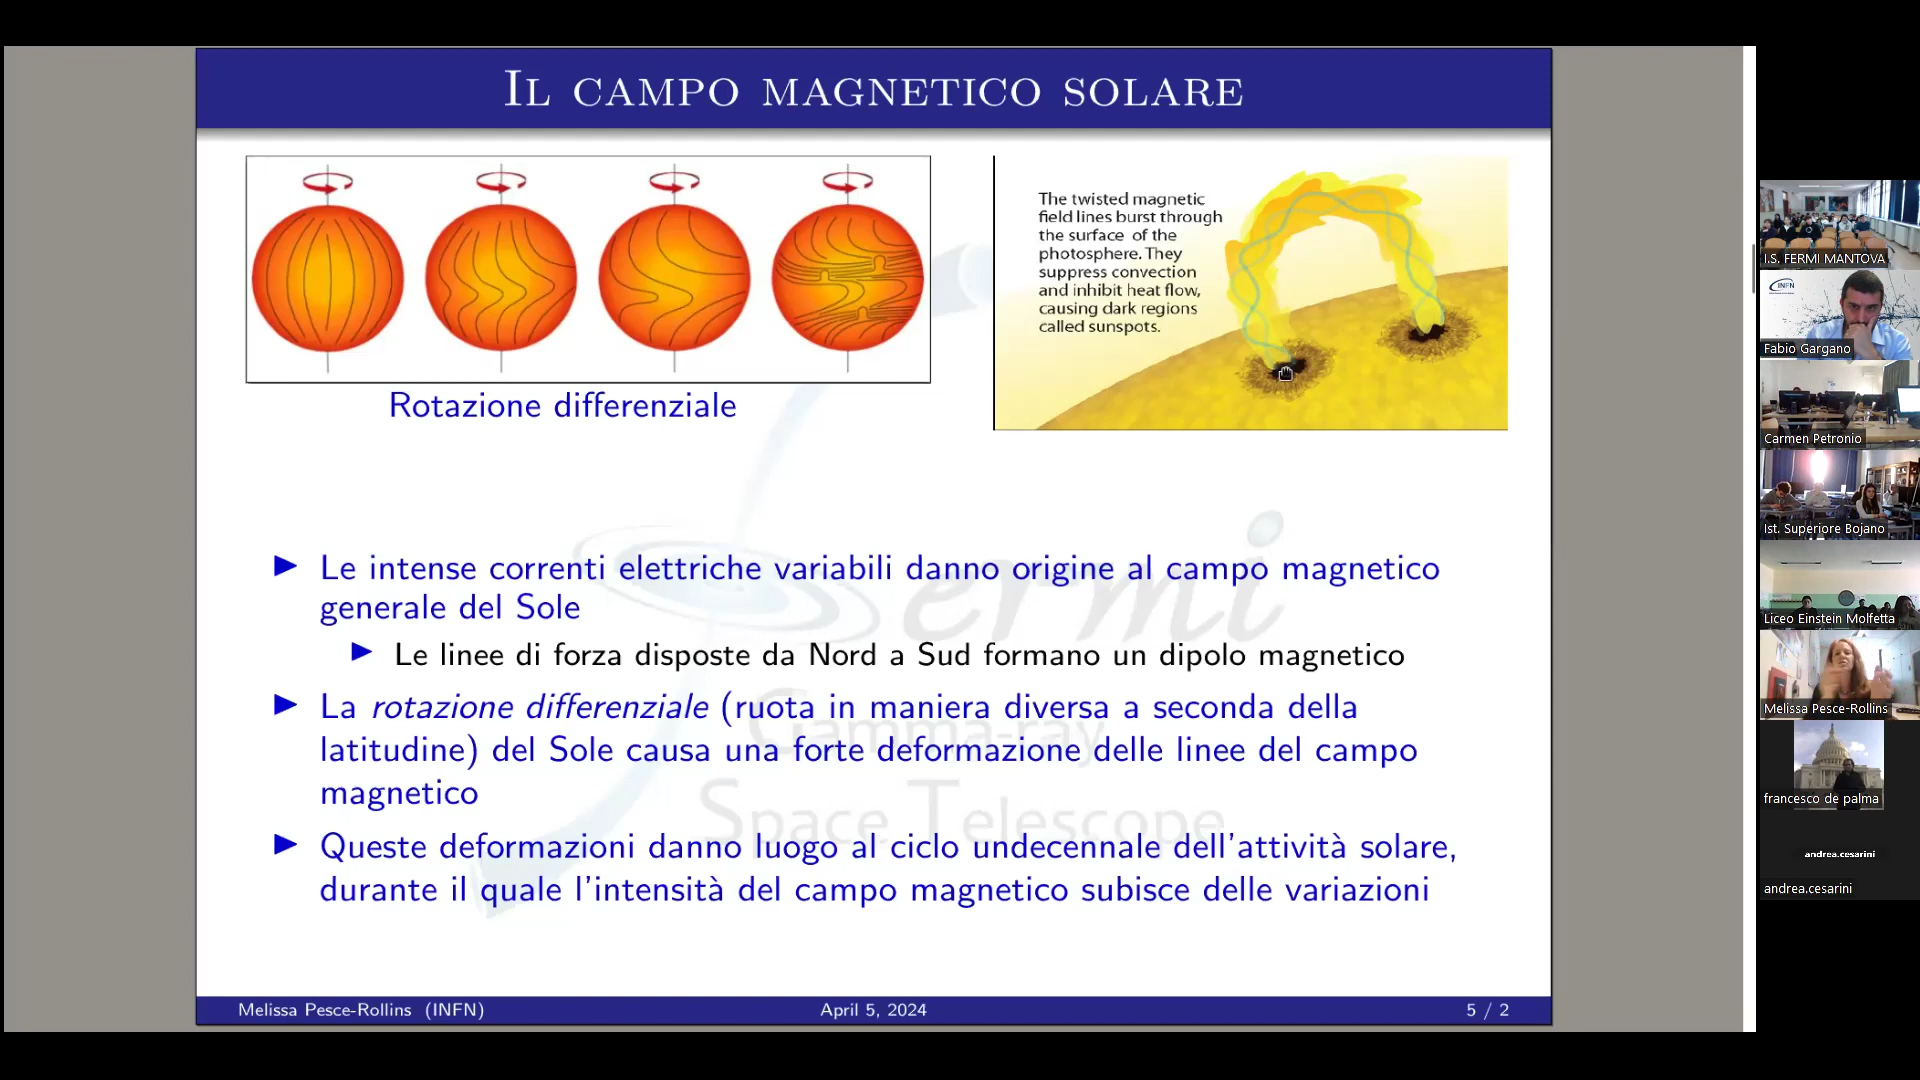 Il campo magnetico solare
The twisted magnetic
field lines burst through
the surface of the
photosphere. They
suppress convection
and inhibit heat flow,
causing dark regions
called sunspots.
Rotazione differenziale
Le intense correnti elettriche variabili danno origine al campo magnetico
generale del Sole
Le linee di forza disposte da Nord a Sud formano un dipolo magnetico
La rotazione differenziale (ruota in maniera diversa a seconda della
latitudine) del Sole causa una forte deformazione delle linee del campo
magnetico
Queste deformazioni danno luogo al ciclo undecennale dell'attività solare,
durante il quale l'intensità del campo magnetico subisce delle variazioni
Fermi
Gamma-ray
Space Telescope
Melissa Pesce-Rollins (INFN)
April 5, 2024
5 / 2
I.S. FERMI MANTOVA
INFN
Fabio Gargano
Carmen Petronio
Ist. Superiore Bojano
Liceo Einstein Molfetta
Melissa Pesce-Rollins
francesco de palma
andrea.cesarini
andrea.cesarini